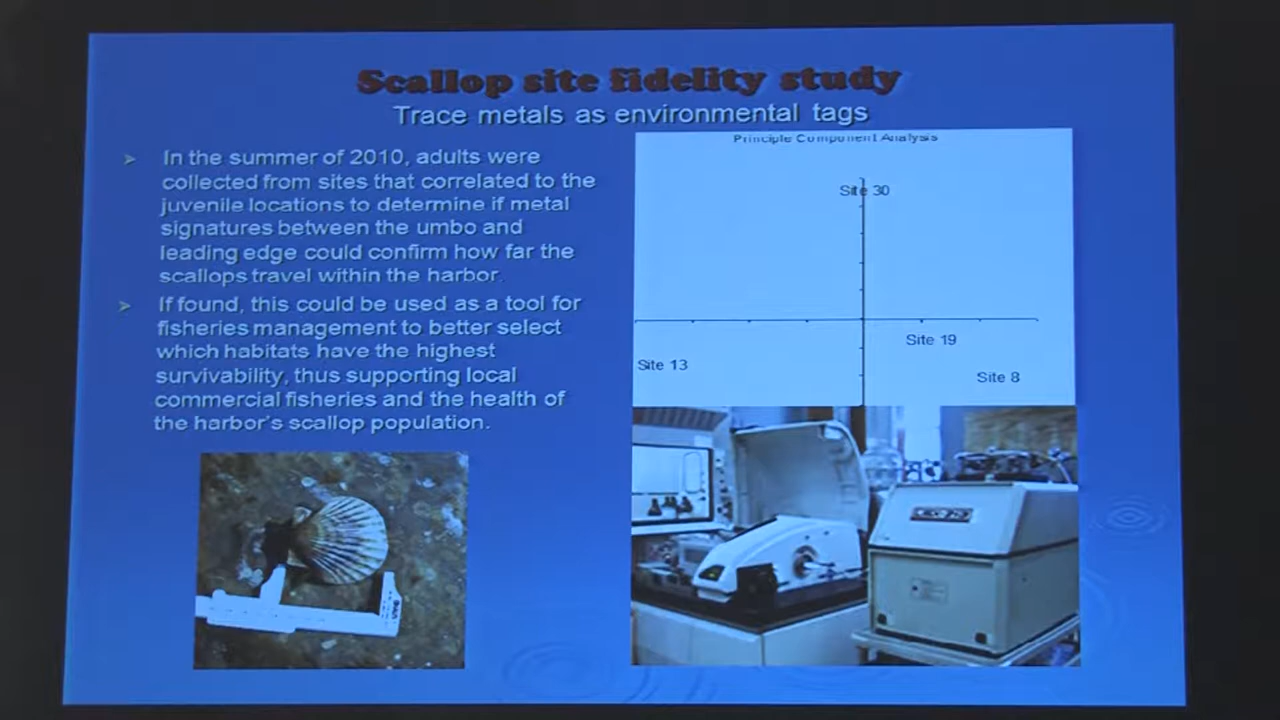 Scallop site fidelity study
Trace metals as environmental tags
➢ In the summer of 2010, adults were
collected from sites that correlated to the
juvenile locations to determine if metal
signatures between the umbo and
leading edge could confirm how far the
scallops travel within the harbor.
➢ If found, this could be used as a tool for
fisheries management to better select
which habitats have the highest
survivability, thus supporting local
commercial fisheries and the health of
the harbor's scallop population.
Principle Component Analysis
Site 30
Site 19
Site 13
Site 8